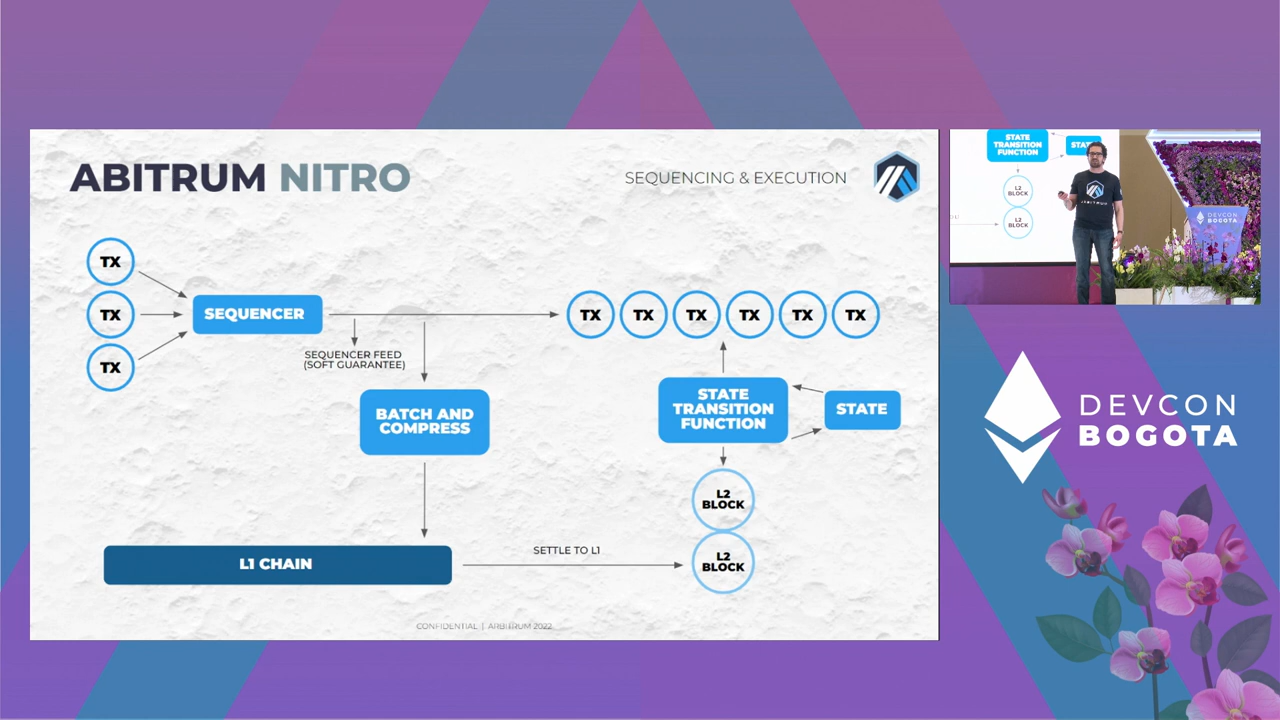 ABITRUM NITRO
SEQUENCING & EXECUTION
TX
TX
TX
SEQUENCER
SEQUENCER FEED
(SOFT GUARANTEE)
BATCH AND
COMPRESS
TX TX TX TX TX TX
STATE
TRANSITION
FUNCTION
STATE
L2
BLOCK
L2
BLOCK
L1 CHAIN
SETTLE TO L1
CONFIDENTIAL | ARBITRUM 2022
STATE
TRANSITION
FUNCTION
L2
BLOCK
L2
BLOCK
ARBITRUM
DEVCON
BOGOTA
DEVCON
BOGOTA